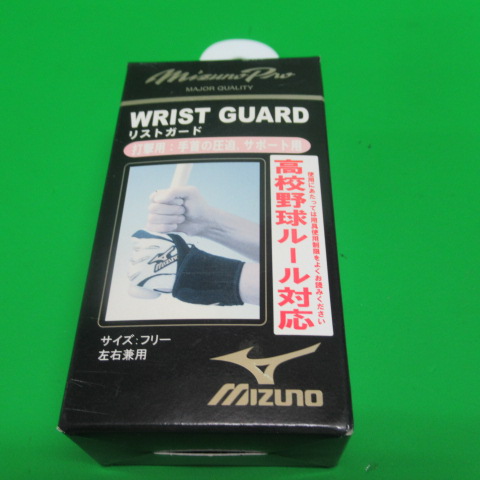 Mizuno Pro
MAJOR QUALITY
WRIST GUARD
リストガード
打撃用：手首の圧迫、サポート用
高校野球ルール対応
使用にあたっては用具使用制限をよくお読みください
サイズ：フリー
左右兼用
MIZUNO